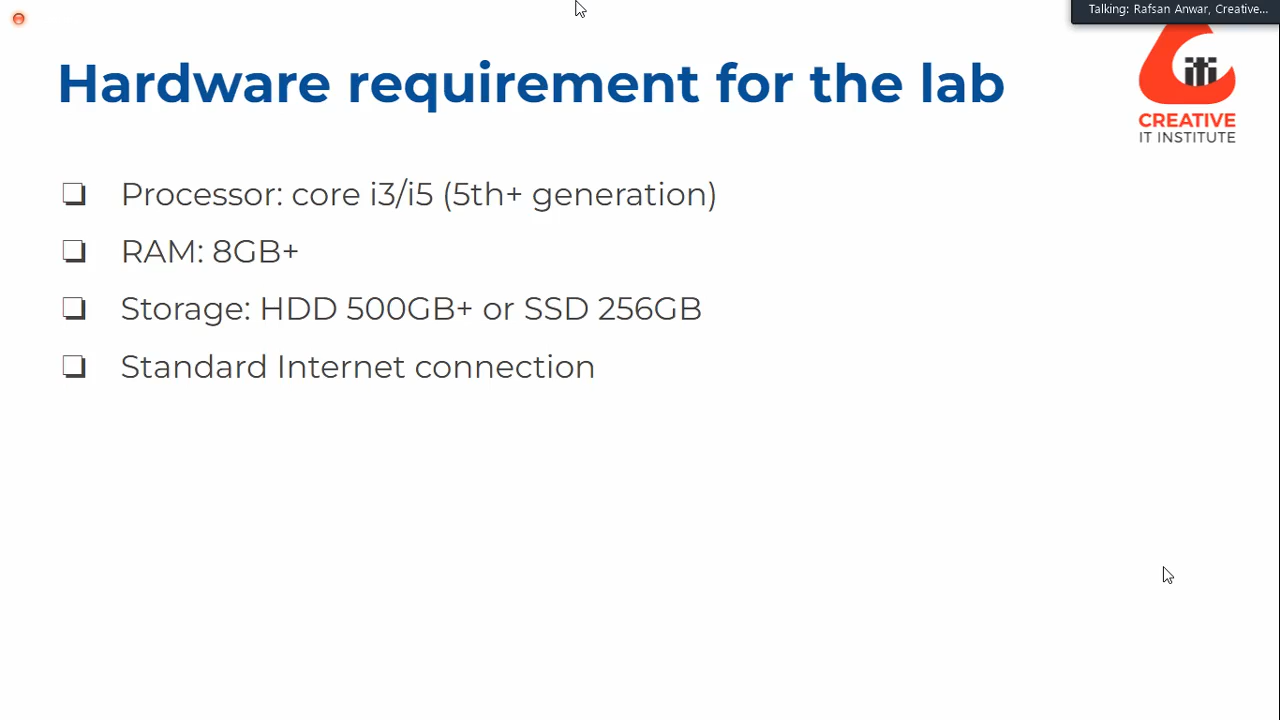 Talking: Rafsan Anwar, Creative...
Hardware requirement for the lab
iti
CREATIVE
IT INSTITUTE
❏ Processor: core i3/i5 (5th+ generation)
❏ RAM: 8GB+
❏ Storage: HDD 500GB+ or SSD 256GB
❏ Standard Internet connection